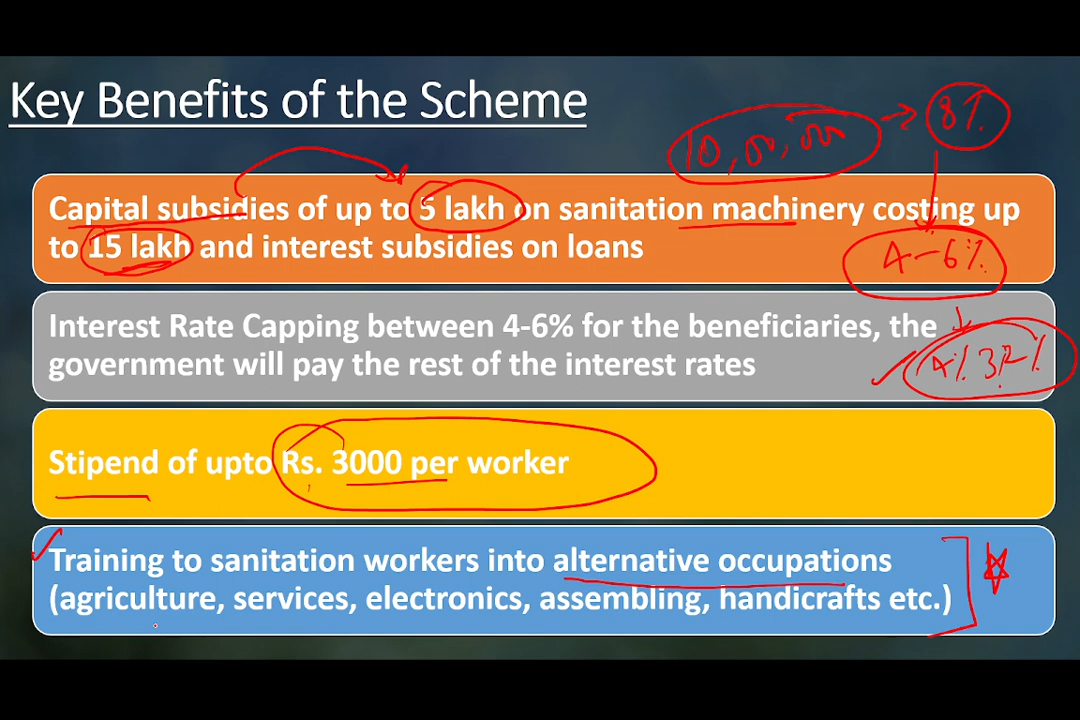 Key Benefits of the Scheme
10,00,000 → 8%
Capital subsidies of up to 5 lakh on sanitation machinery costing up
to 15 lakh and interest subsidies on loans
4-6%
Interest Rate Capping between 4-6% for the beneficiaries, the
government will pay the rest of the interest rates
Stipend of upto Rs. 3000 per worker
Training to sanitation workers into alternative occupations
(agriculture, services, electronics, assembling, handicrafts etc.)